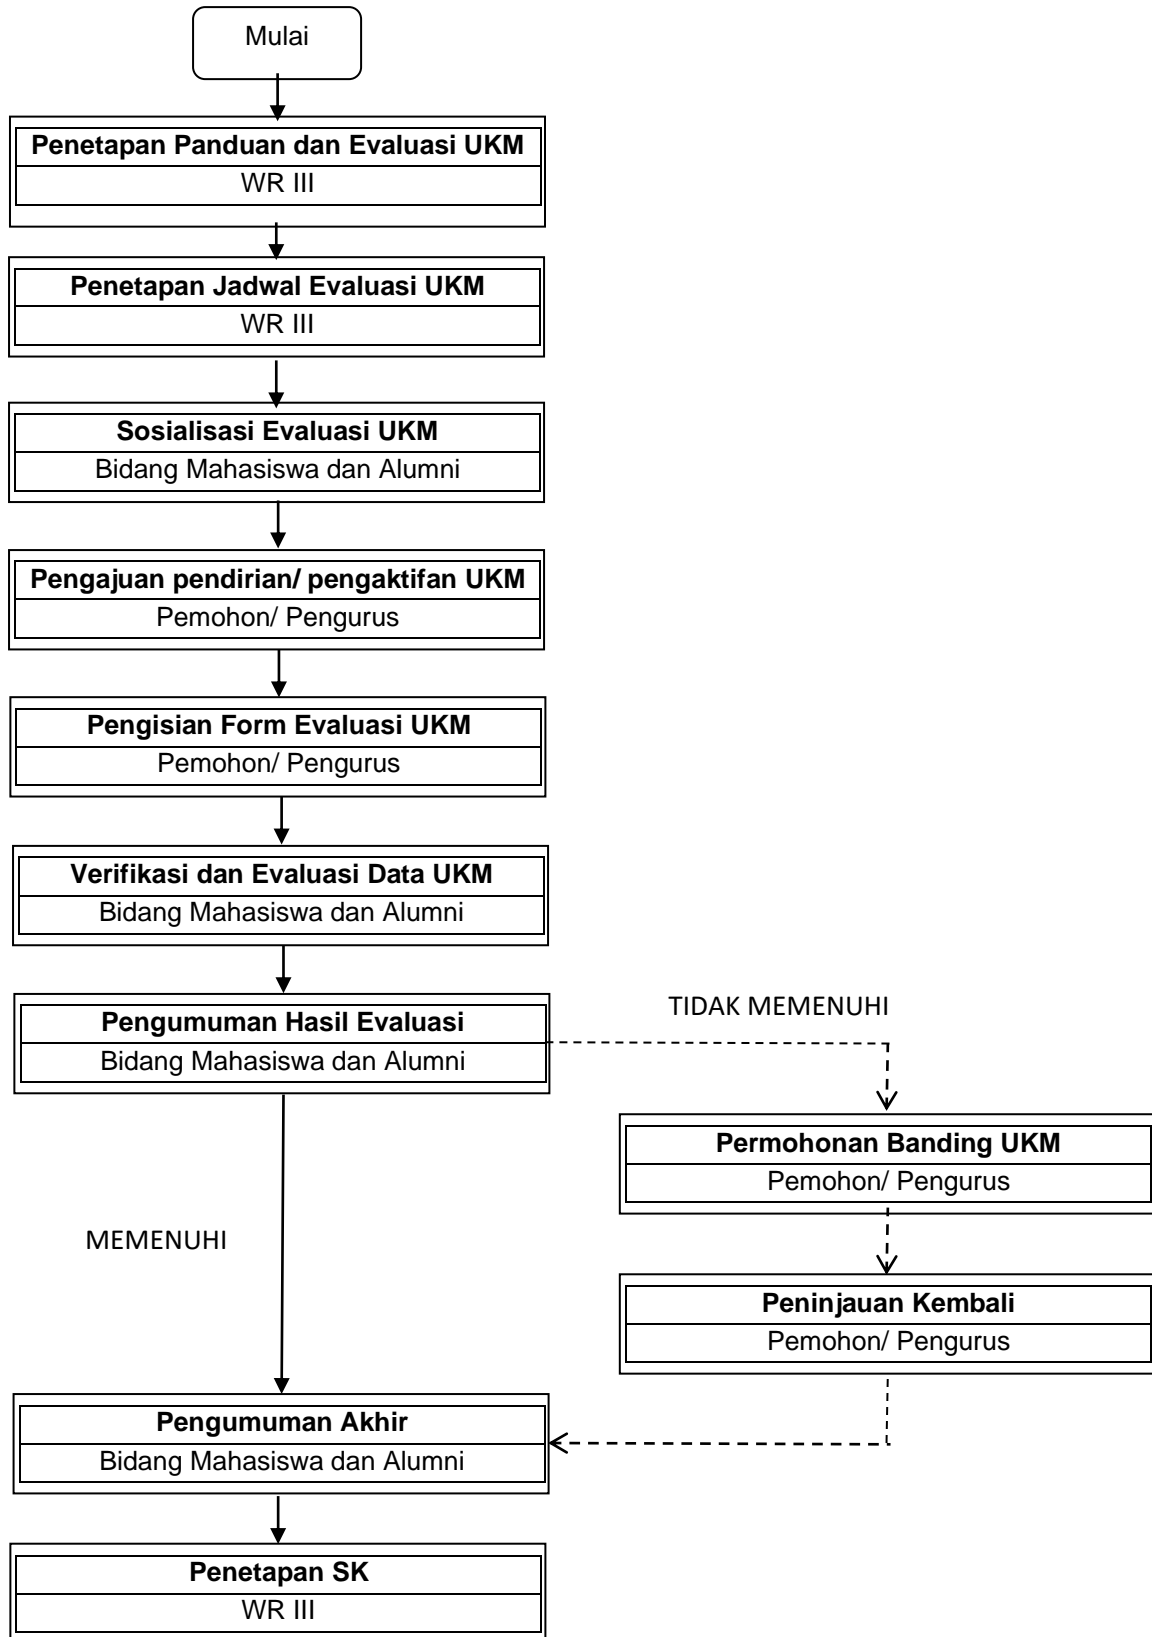 Mulai
Penetapan Panduan dan Evaluasi UKM
WR III
Penetapan Jadwal Evaluasi UKM
WR III
Sosialisasi Evaluasi UKM
Bidang Mahasiswa dan Alumni
Pengajuan pendirian/ pengaktifan UKM
Pemohon/ Pengurus
Pengisian Form Evaluasi UKM
Pemohon/ Pengurus
Verifikasi dan Evaluasi Data UKM
Bidang Mahasiswa dan Alumni
Pengumuman Hasil Evaluasi
Bidang Mahasiswa dan Alumni
TIDAK MEMENUHI
Permohonan Banding UKM
Pemohon/ Pengurus
MEMENUHI
Peninjauan Kembali
Pemohon/ Pengurus
Pengumuman Akhir
Bidang Mahasiswa dan Alumni
Penetapan SK
WR III